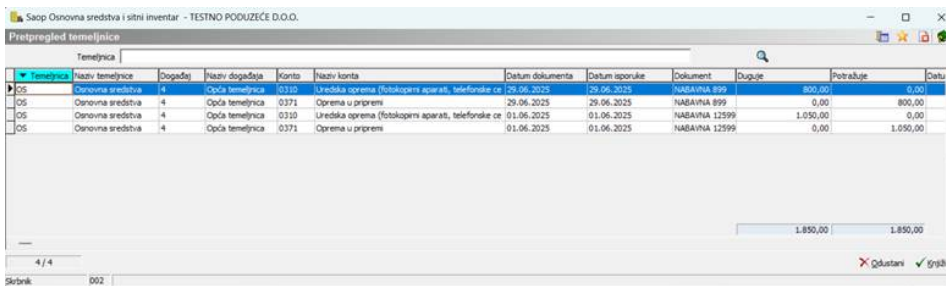 Saop Osnovna sredstva i sitni inventar - TESTNO PODUZEĆE D.O.O.
Pretpregled temeljnice
Temeljnica
Temeljnica Naziv temeljnice Događaj Naziv događaja Konto Naziv konta Datum dokumenta Datum isporuke Dokument Duguje Potražuje Datu
OS Osnovna sredstva 4 Opća temeljnica 0310 Uredska oprema (fotokopirni aparati, telefonske ce 29.06.2025 29.06.2025 NABAVNA 899 800,00 0,00
OS Osnovna sredstva 4 Opća temeljnica 0371 Oprema u pripremi 29.06.2025 29.06.2025 NABAVNA 899 0,00 800,00
OS Osnovna sredstva 4 Opća temeljnica 0310 Uredska oprema (fotokopirni aparati, telefonske ce 01.06.2025 01.06.2025 NABAVNA 12599 1.050,00 0,00
OS Osnovna sredstva 4 Opća temeljnica 0371 Oprema u pripremi 01.06.2025 01.06.2025 NABAVNA 12599 0,00 1.050,00
1.850,00 1.850,00
4 / 4 Odustani Knjiži
Skrbnik 002